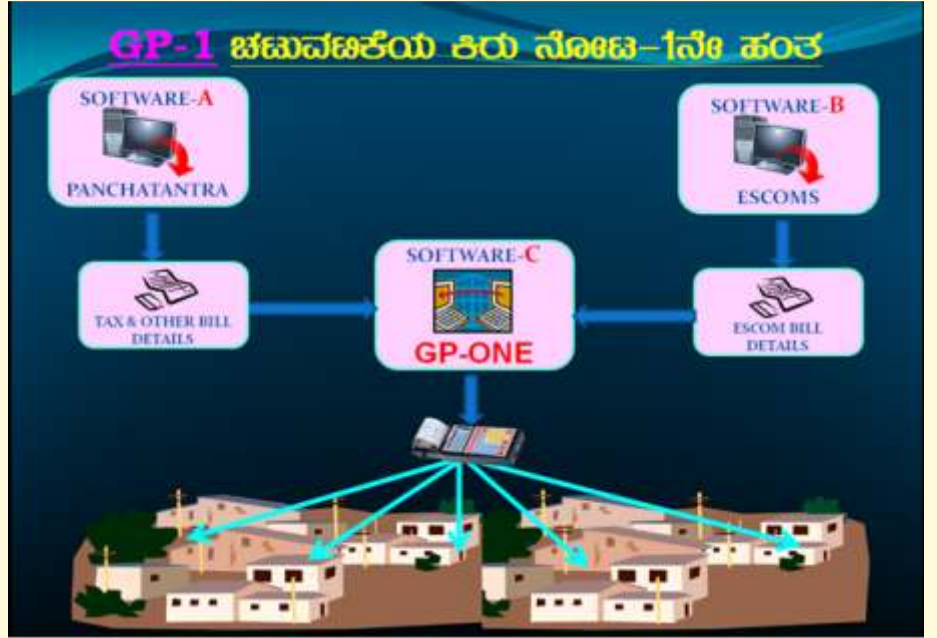 GP-1 ಚಟುವಟಿಕೆಯ ಕಿರು ನೋಟ-1ನೇ ಹಂತ
SOFTWARE-A
PANCHATANTRA
SOFTWARE-B
ESCOMS
TAX & OTHER BILL
DETAILS
SOFTWARE-C
GP-ONE
ESCOM BILL
DETAILS